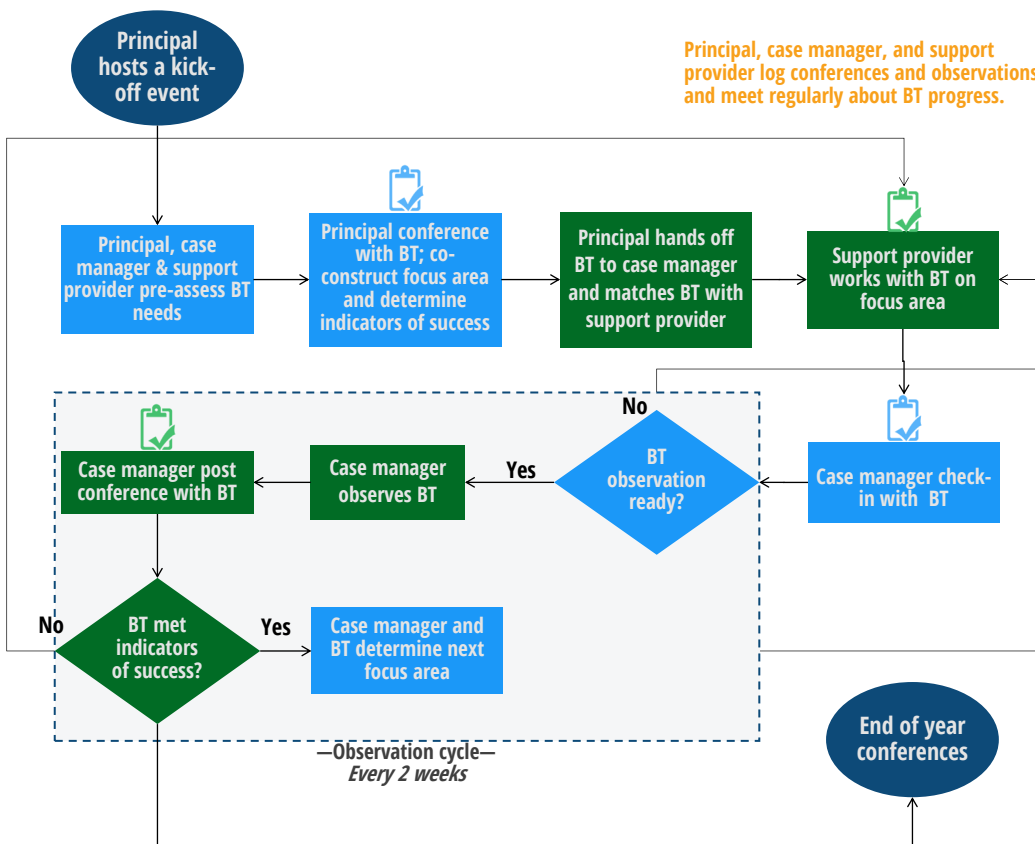 Principal
hosts a kick-
off event
Principal, case manager, and support
provider log conferences and observations
and meet regularly about BT progress.
Principal, case
manager & support
provider pre-assess BT
needs
Principal conference
with BT; co-
construct focus area
and determine
indicators of success
Principal hands off
BT to case manager
and matches BT with
support provider
Support provider
works with BT on
focus area
No
Case manager post
conference with BT
Case manager
observes BT
Yes
BT
observation
ready?
Case manager check-
in with BT
No
BT met
indicators
of success?
Yes
Case manager and
BT determine next
focus area
—Observation cycle—
Every 2 weeks
End of year
conferences